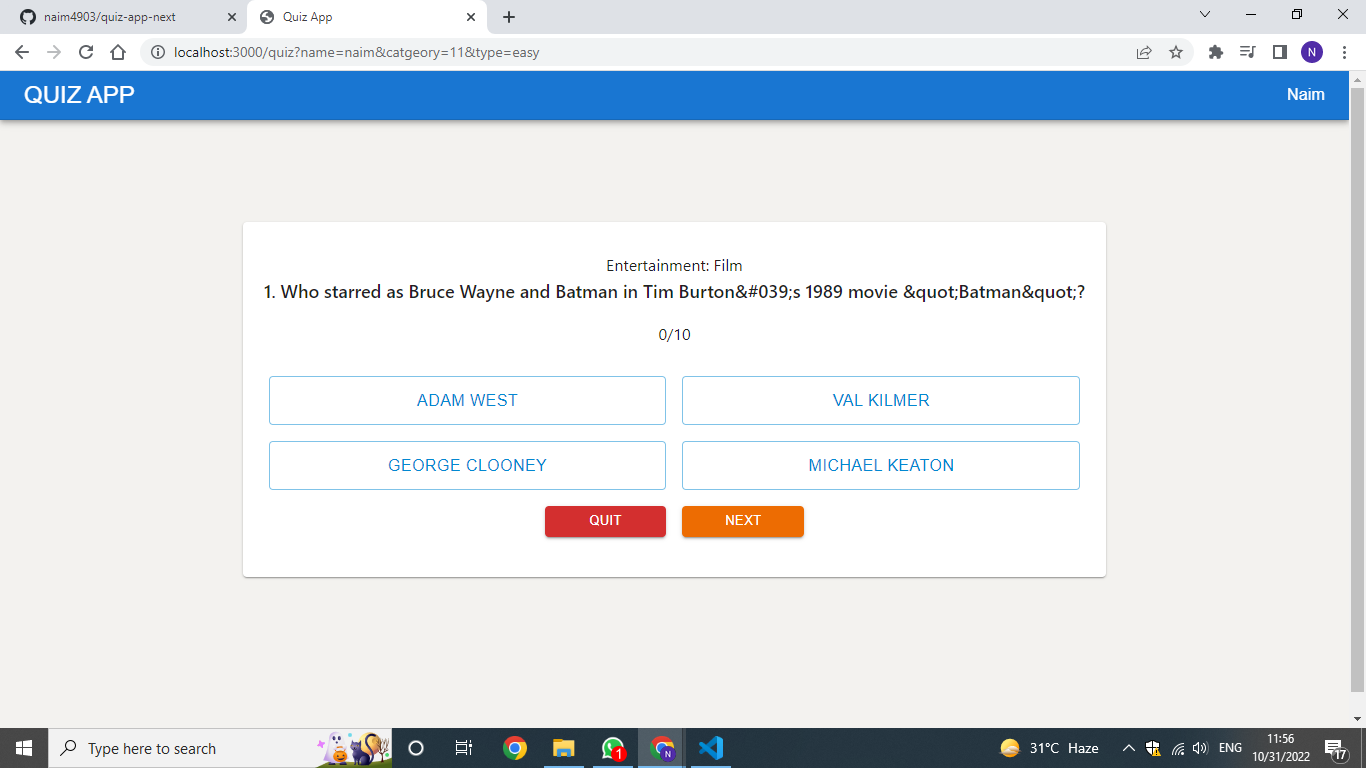 naim4903/quiz-app-next
Quiz App
localhost:3000/quiz?name=naim&catgeory=11&type=easy
N
QUIZ APP
Naim
Entertainment: Film
1. Who starred as Bruce Wayne and Batman in Tim Burton&#039;s 1989 movie &quot;Batman&quot;?
0/10
ADAM WEST
VAL KILMER
GEORGE CLOONEY
MICHAEL KEATON
QUIT
NEXT
Type here to search
1
N
31°C Haze
ENG
11:56
10/31/2022
17